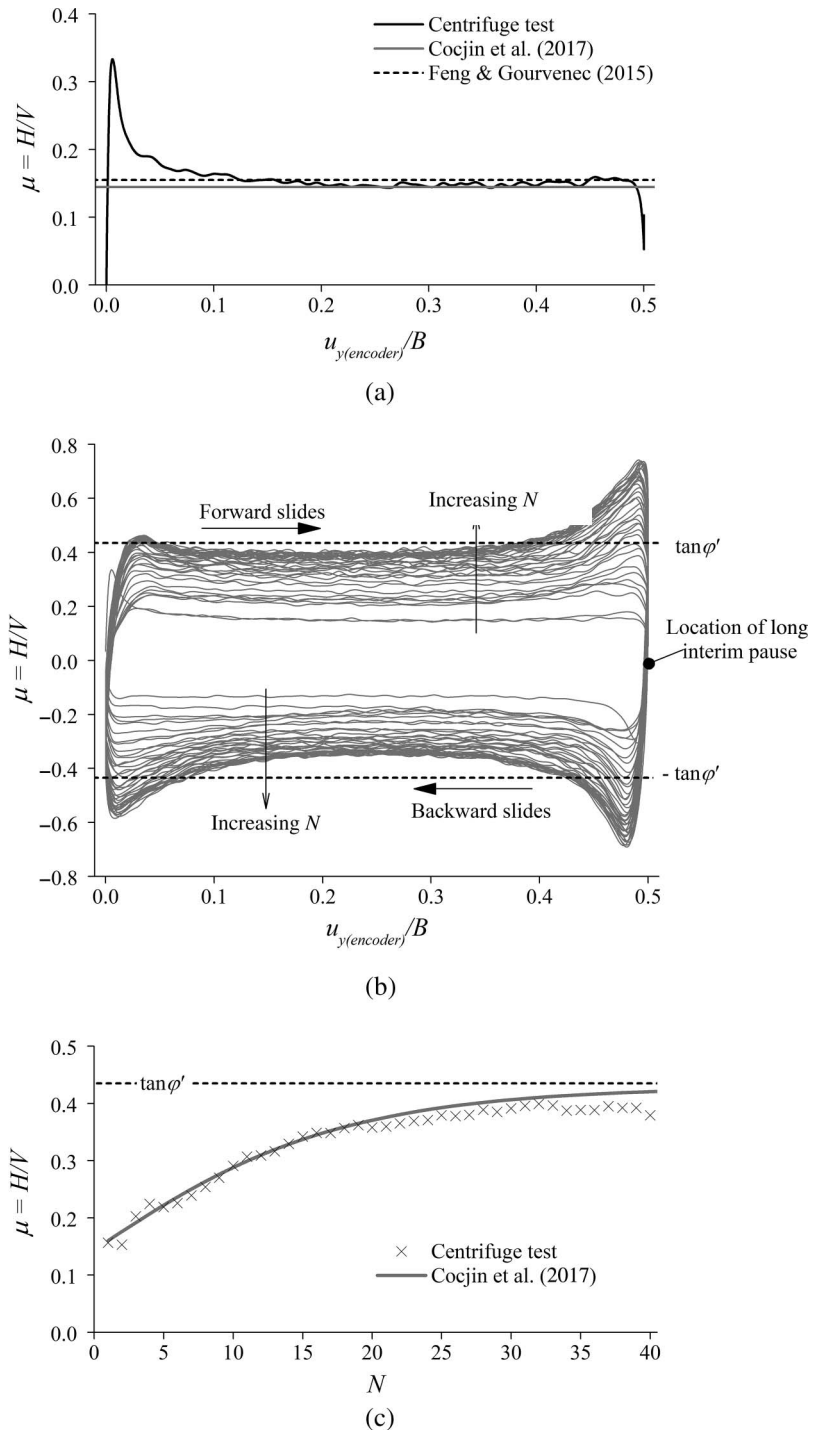 0.4
0.3
0.2
0.1
0.0
μ = H/V
Centrifuge test
Cocjin et al. (2017)
Feng & Gourvenec (2015)
0.0 0.1 0.2 0.3 0.4 0.5
u_y(encoder)/B
(a)
0.8
0.6
0.4
0.2
0.0
−0.2
−0.4
−0.6
−0.8
μ = H/V
Forward slides
Increasing N
tanφ′
Location of long
interim pause
- tanφ′
Increasing N
Backward slides
0.0 0.1 0.2 0.3 0.4 0.5
u_y(encoder)/B
(b)
0.5
0.4
0.3
0.2
0.1
0.0
μ = H/V
tanφ′
Centrifuge test
Cocjin et al. (2017)
0 5 10 15 20 25 30 35 40
N
(c)